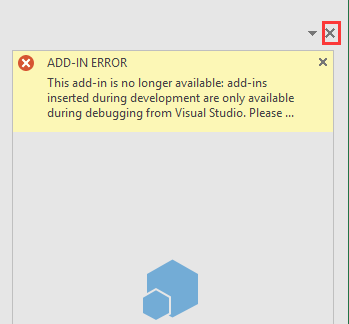 ADD-IN ERROR
This add-in is no longer available: add-ins
inserted during development are only available
during debugging from Visual Studio. Please ...